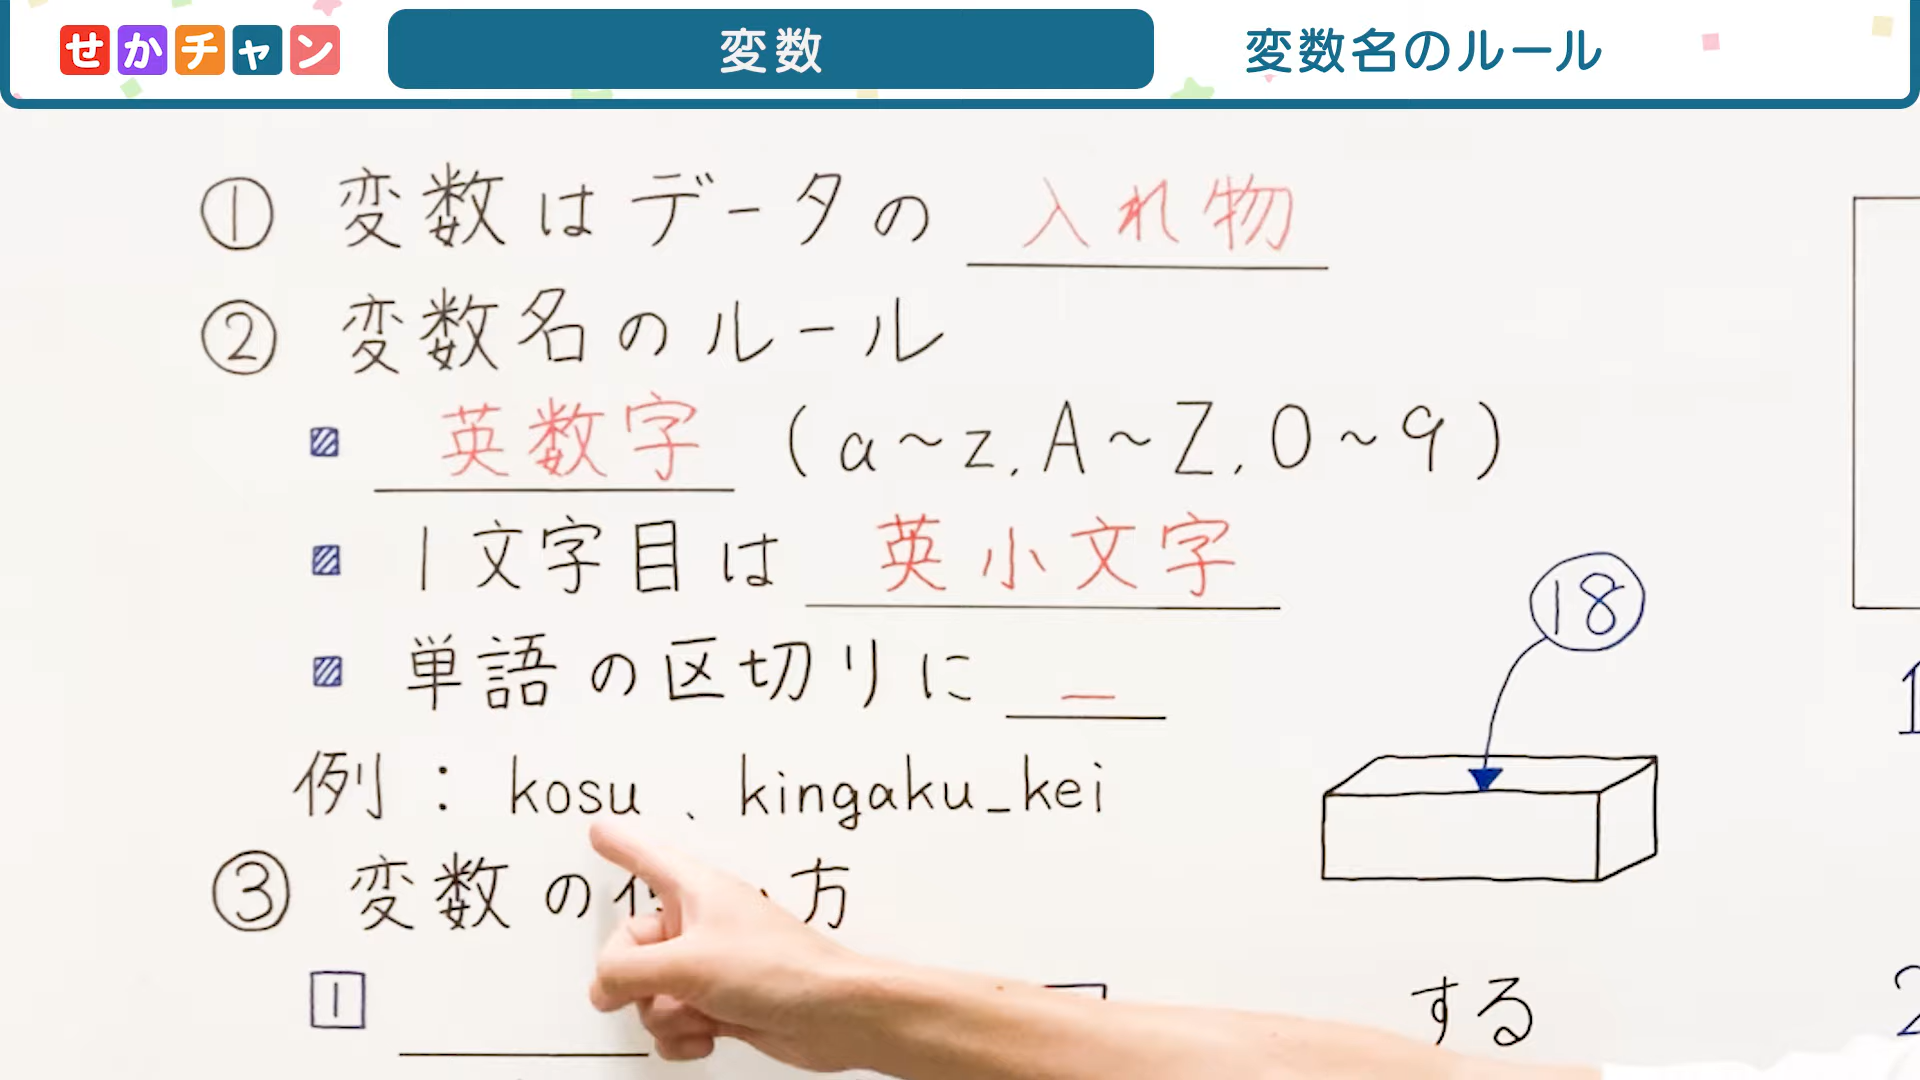 せかチャン
変数
変数名のルール
① 変数はデータの 入れ物
② 変数名のルール
英数字 (a~z, A~Z, 0~9)
1文字目は 英小文字
単語の区切りに _
例：kosu、kingaku_kei
18
③ 変数の 方
1
する